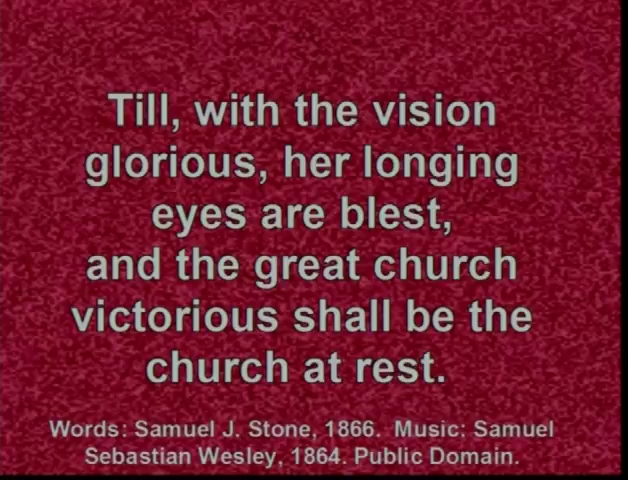 Till, with the vision
glorious, her longing
eyes are blest,
and the great church
victorious shall be the
church at rest.
Words: Samuel J. Stone, 1866.  Music: Samuel
Sebastian Wesley, 1864. Public Domain.